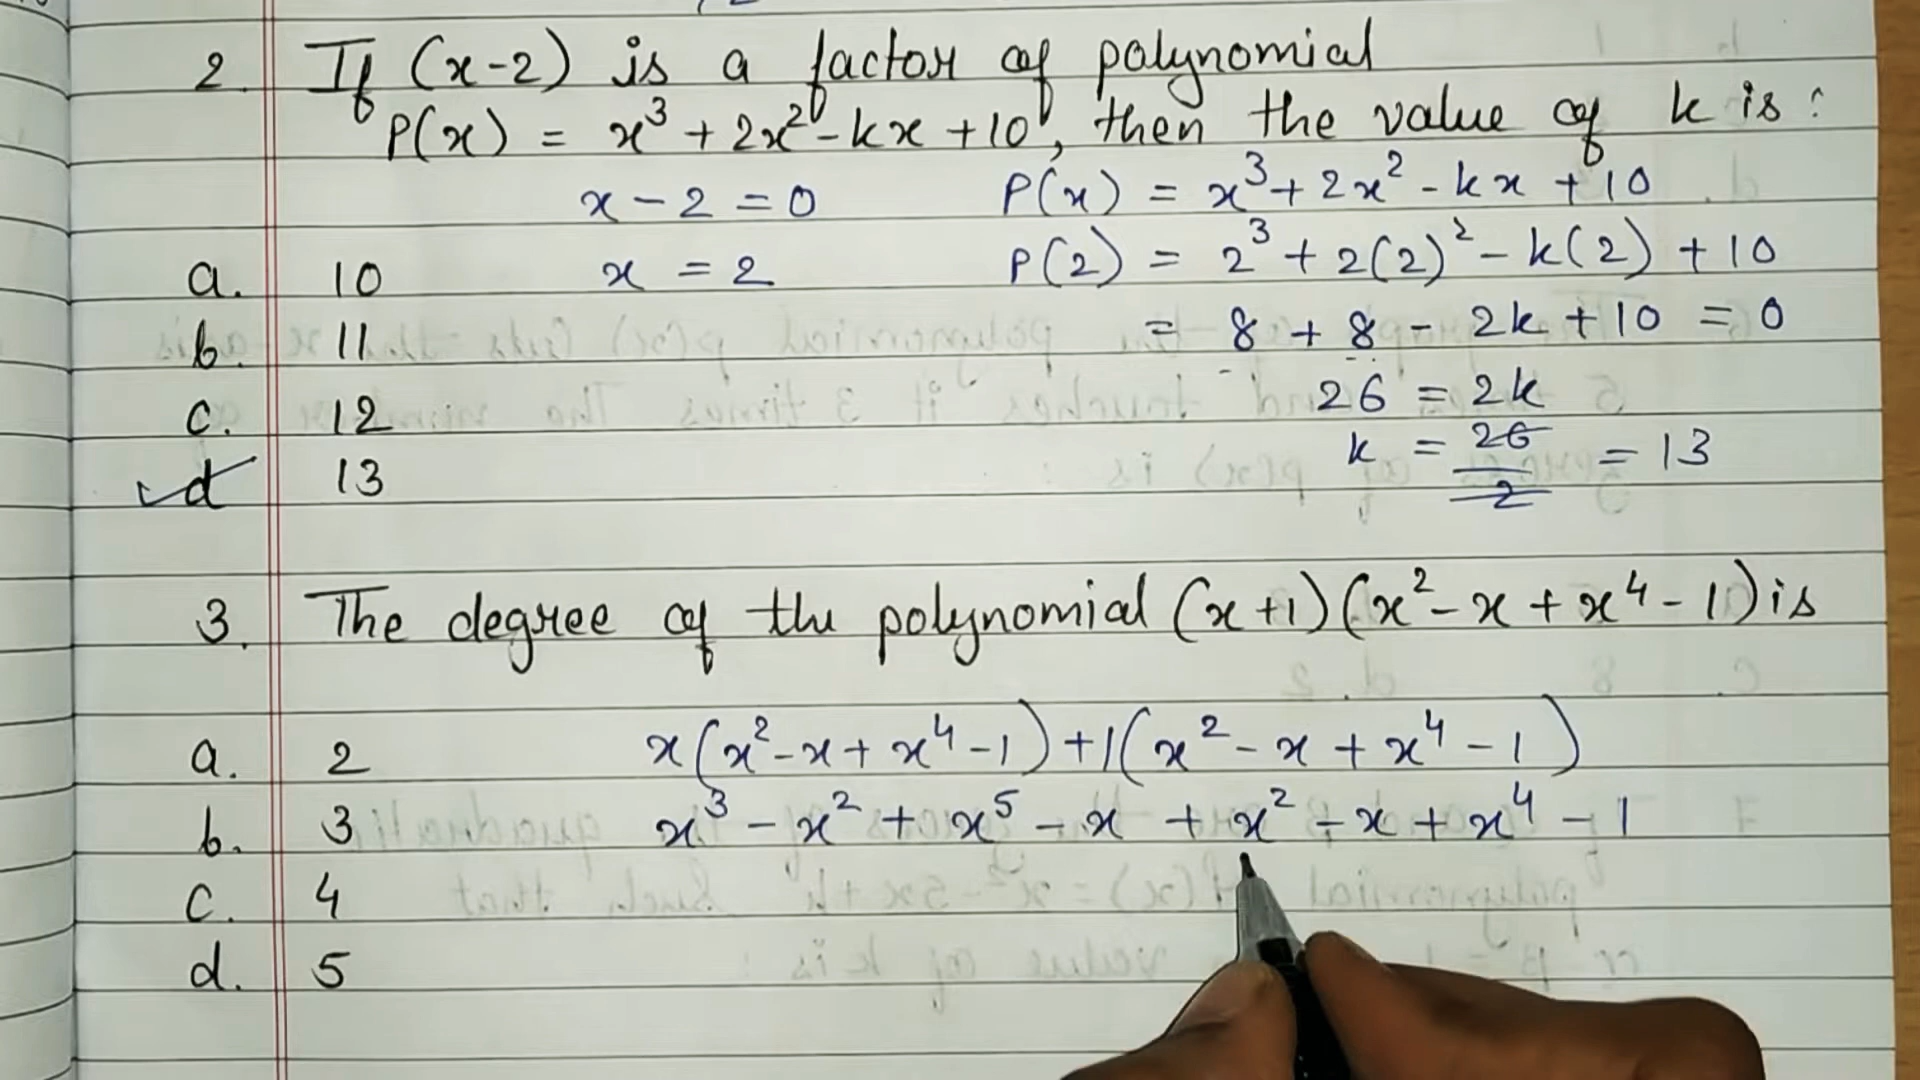 2. If (x-2) is a factor of polynomial
P(x) = x³ + 2x² - kx + 10, then the value of k is :
x - 2 = 0 P(x) = x³ + 2x² - kx + 10
a. 10 x = 2 P(2) = 2³ + 2(2)² - k(2) + 10
b. 11 = 8 + 8 - 2k + 10 = 0
c. 12 26 = 2k
d 13 k = 26/2 = 13
3. The degree of the polynomial (x+1)(x² - x + x⁴ - 1) is
a. 2 x(x² - x + x⁴ - 1) + 1(x² - x + x⁴ - 1)
b. 3 x³ - x² + x⁵ - x + x² - x + x⁴ - 1
c. 4
d. 5